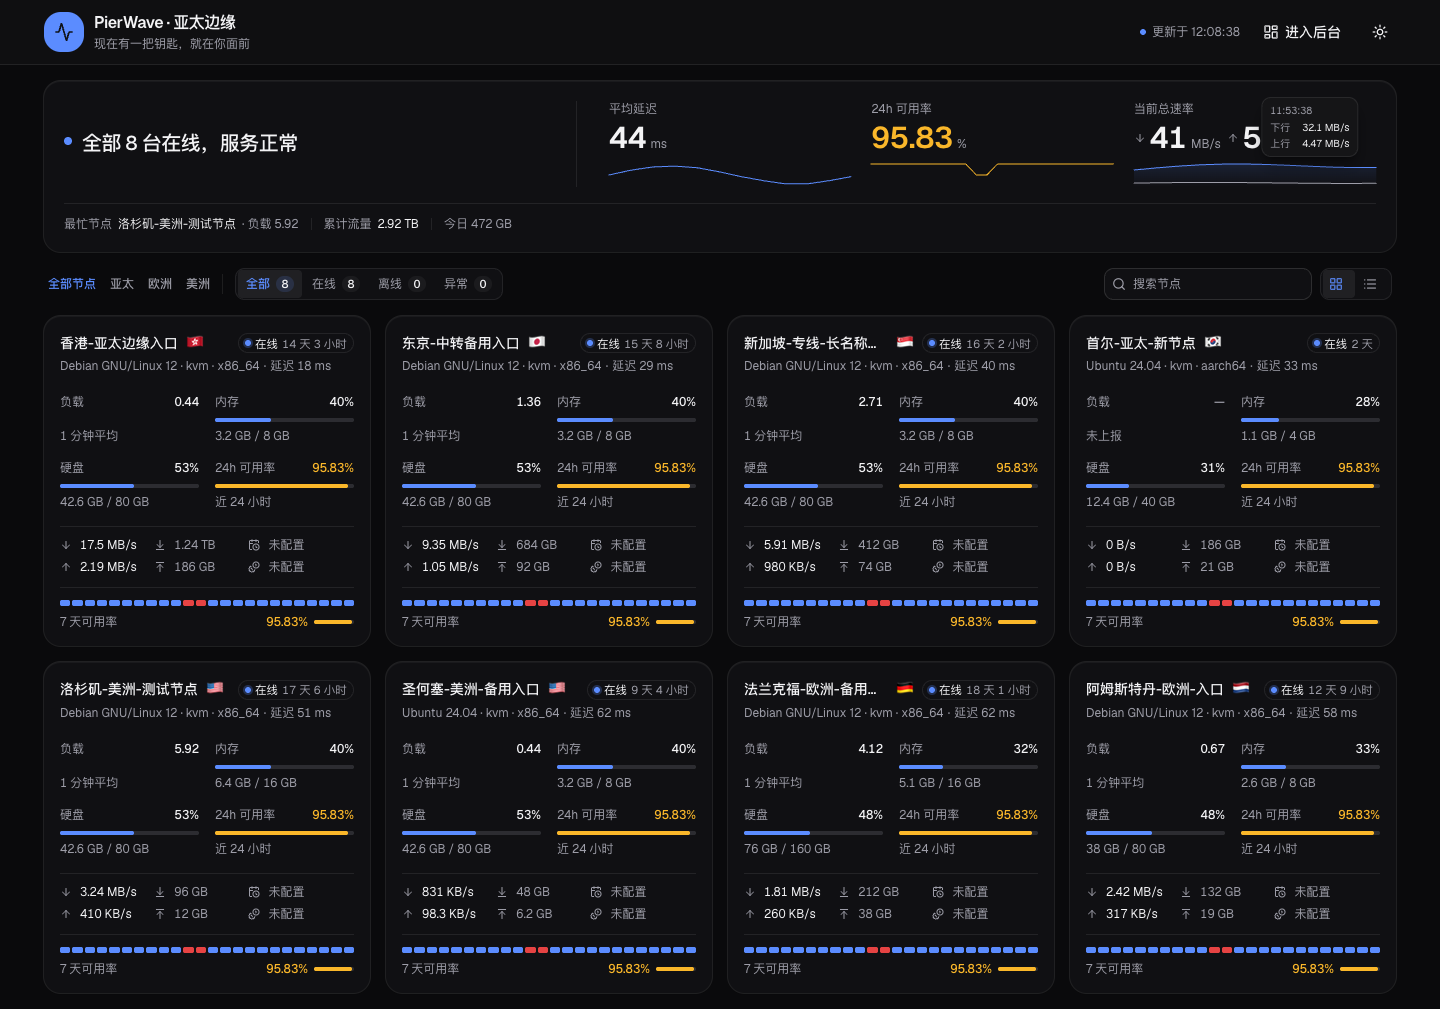 PierWave · 亚太边缘
现在有一把钥匙，就在你面前
更新于 12:08:38
进入后台
全部 8 台在线，服务正常
平均延迟
44 ms
24h 可用率
95.83 %
当前总速率
↓ 41 MB/s ↑ 5
11:53:38
下行 32.1 MB/s
上行 4.47 MB/s
最忙节点 洛杉矶-美洲-测试节点 · 负载 5.92
累计流量 2.92 TB
今日 472 GB
全部节点 亚太 欧洲 美洲
全部 8 在线 8 离线 0 异常 0
搜索节点
香港-亚太边缘入口 🇭🇰 在线 14 天 3 小时
Debian GNU/Linux 12 · kvm · x86_64 · 延迟 18 ms
负载 0.44 内存 40%
1 分钟平均 3.2 GB / 8 GB
硬盘 53% 24h 可用率 95.83%
42.6 GB / 80 GB 近 24 小时
↓ 17.5 MB/s 1.24 TB 未配置
↑ 2.19 MB/s 186 GB 未配置
7 天可用率 95.83%
东京-中转备用入口 🇯🇵 在线 15 天 8 小时
Debian GNU/Linux 12 · kvm · x86_64 · 延迟 29 ms
负载 1.36 内存 40%
1 分钟平均 3.2 GB / 8 GB
硬盘 53% 24h 可用率 95.83%
42.6 GB / 80 GB 近 24 小时
↓ 9.35 MB/s 684 GB 未配置
↑ 1.05 MB/s 92 GB 未配置
7 天可用率 95.83%
新加坡-专线-长名称... 🇸🇬 在线 16 天 2 小时
Debian GNU/Linux 12 · kvm · x86_64 · 延迟 40 ms
负载 2.71 内存 40%
1 分钟平均 3.2 GB / 8 GB
硬盘 53% 24h 可用率 95.83%
42.6 GB / 80 GB 近 24 小时
↓ 5.91 MB/s 412 GB 未配置
↑ 980 KB/s 74 GB 未配置
7 天可用率 95.83%
首尔-亚太-新节点 🇰🇷 在线 2 天
Ubuntu 24.04 · kvm · aarch64 · 延迟 33 ms
负载 — 内存 28%
未上报 1.1 GB / 4 GB
硬盘 31% 24h 可用率 95.83%
12.4 GB / 40 GB 近 24 小时
↓ 0 B/s 186 GB 未配置
↑ 0 B/s 21 GB 未配置
7 天可用率 95.83%
洛杉矶-美洲-测试节点 🇺🇸 在线 17 天 6 小时
Debian GNU/Linux 12 · kvm · x86_64 · 延迟 51 ms
负载 5.92 内存 40%
1 分钟平均 6.4 GB / 16 GB
硬盘 53% 24h 可用率 95.83%
42.6 GB / 80 GB 近 24 小时
↓ 3.24 MB/s 96 GB 未配置
↑ 410 KB/s 12 GB 未配置
7 天可用率 95.83%
圣何塞-美洲-备用入口 🇺🇸 在线 9 天 4 小时
Ubuntu 24.04 · kvm · x86_64 · 延迟 62 ms
负载 0.44 内存 40%
1 分钟平均 3.2 GB / 8 GB
硬盘 53% 24h 可用率 95.83%
42.6 GB / 80 GB 近 24 小时
↓ 831 KB/s 48 GB 未配置
↑ 98.3 KB/s 6.2 GB 未配置
7 天可用率 95.83%
法兰克福-欧洲-备用... 🇩🇪 在线 18 天 1 小时
Debian GNU/Linux 12 · kvm · x86_64 · 延迟 62 ms
负载 4.12 内存 32%
1 分钟平均 5.1 GB / 16 GB
硬盘 48% 24h 可用率 95.83%
76 GB / 160 GB 近 24 小时
↓ 1.81 MB/s 212 GB 未配置
↑ 260 KB/s 38 GB 未配置
7 天可用率 95.83%
阿姆斯特丹-欧洲-入口 🇳🇱 在线 12 天 9 小时
Debian GNU/Linux 12 · kvm · x86_64 · 延迟 58 ms
负载 0.67 内存 33%
1 分钟平均 2.6 GB / 8 GB
硬盘 48% 24h 可用率 95.83%
38 GB / 80 GB 近 24 小时
↓ 2.42 MB/s 132 GB 未配置
↑ 317 KB/s 19 GB 未配置
7 天可用率 95.83%